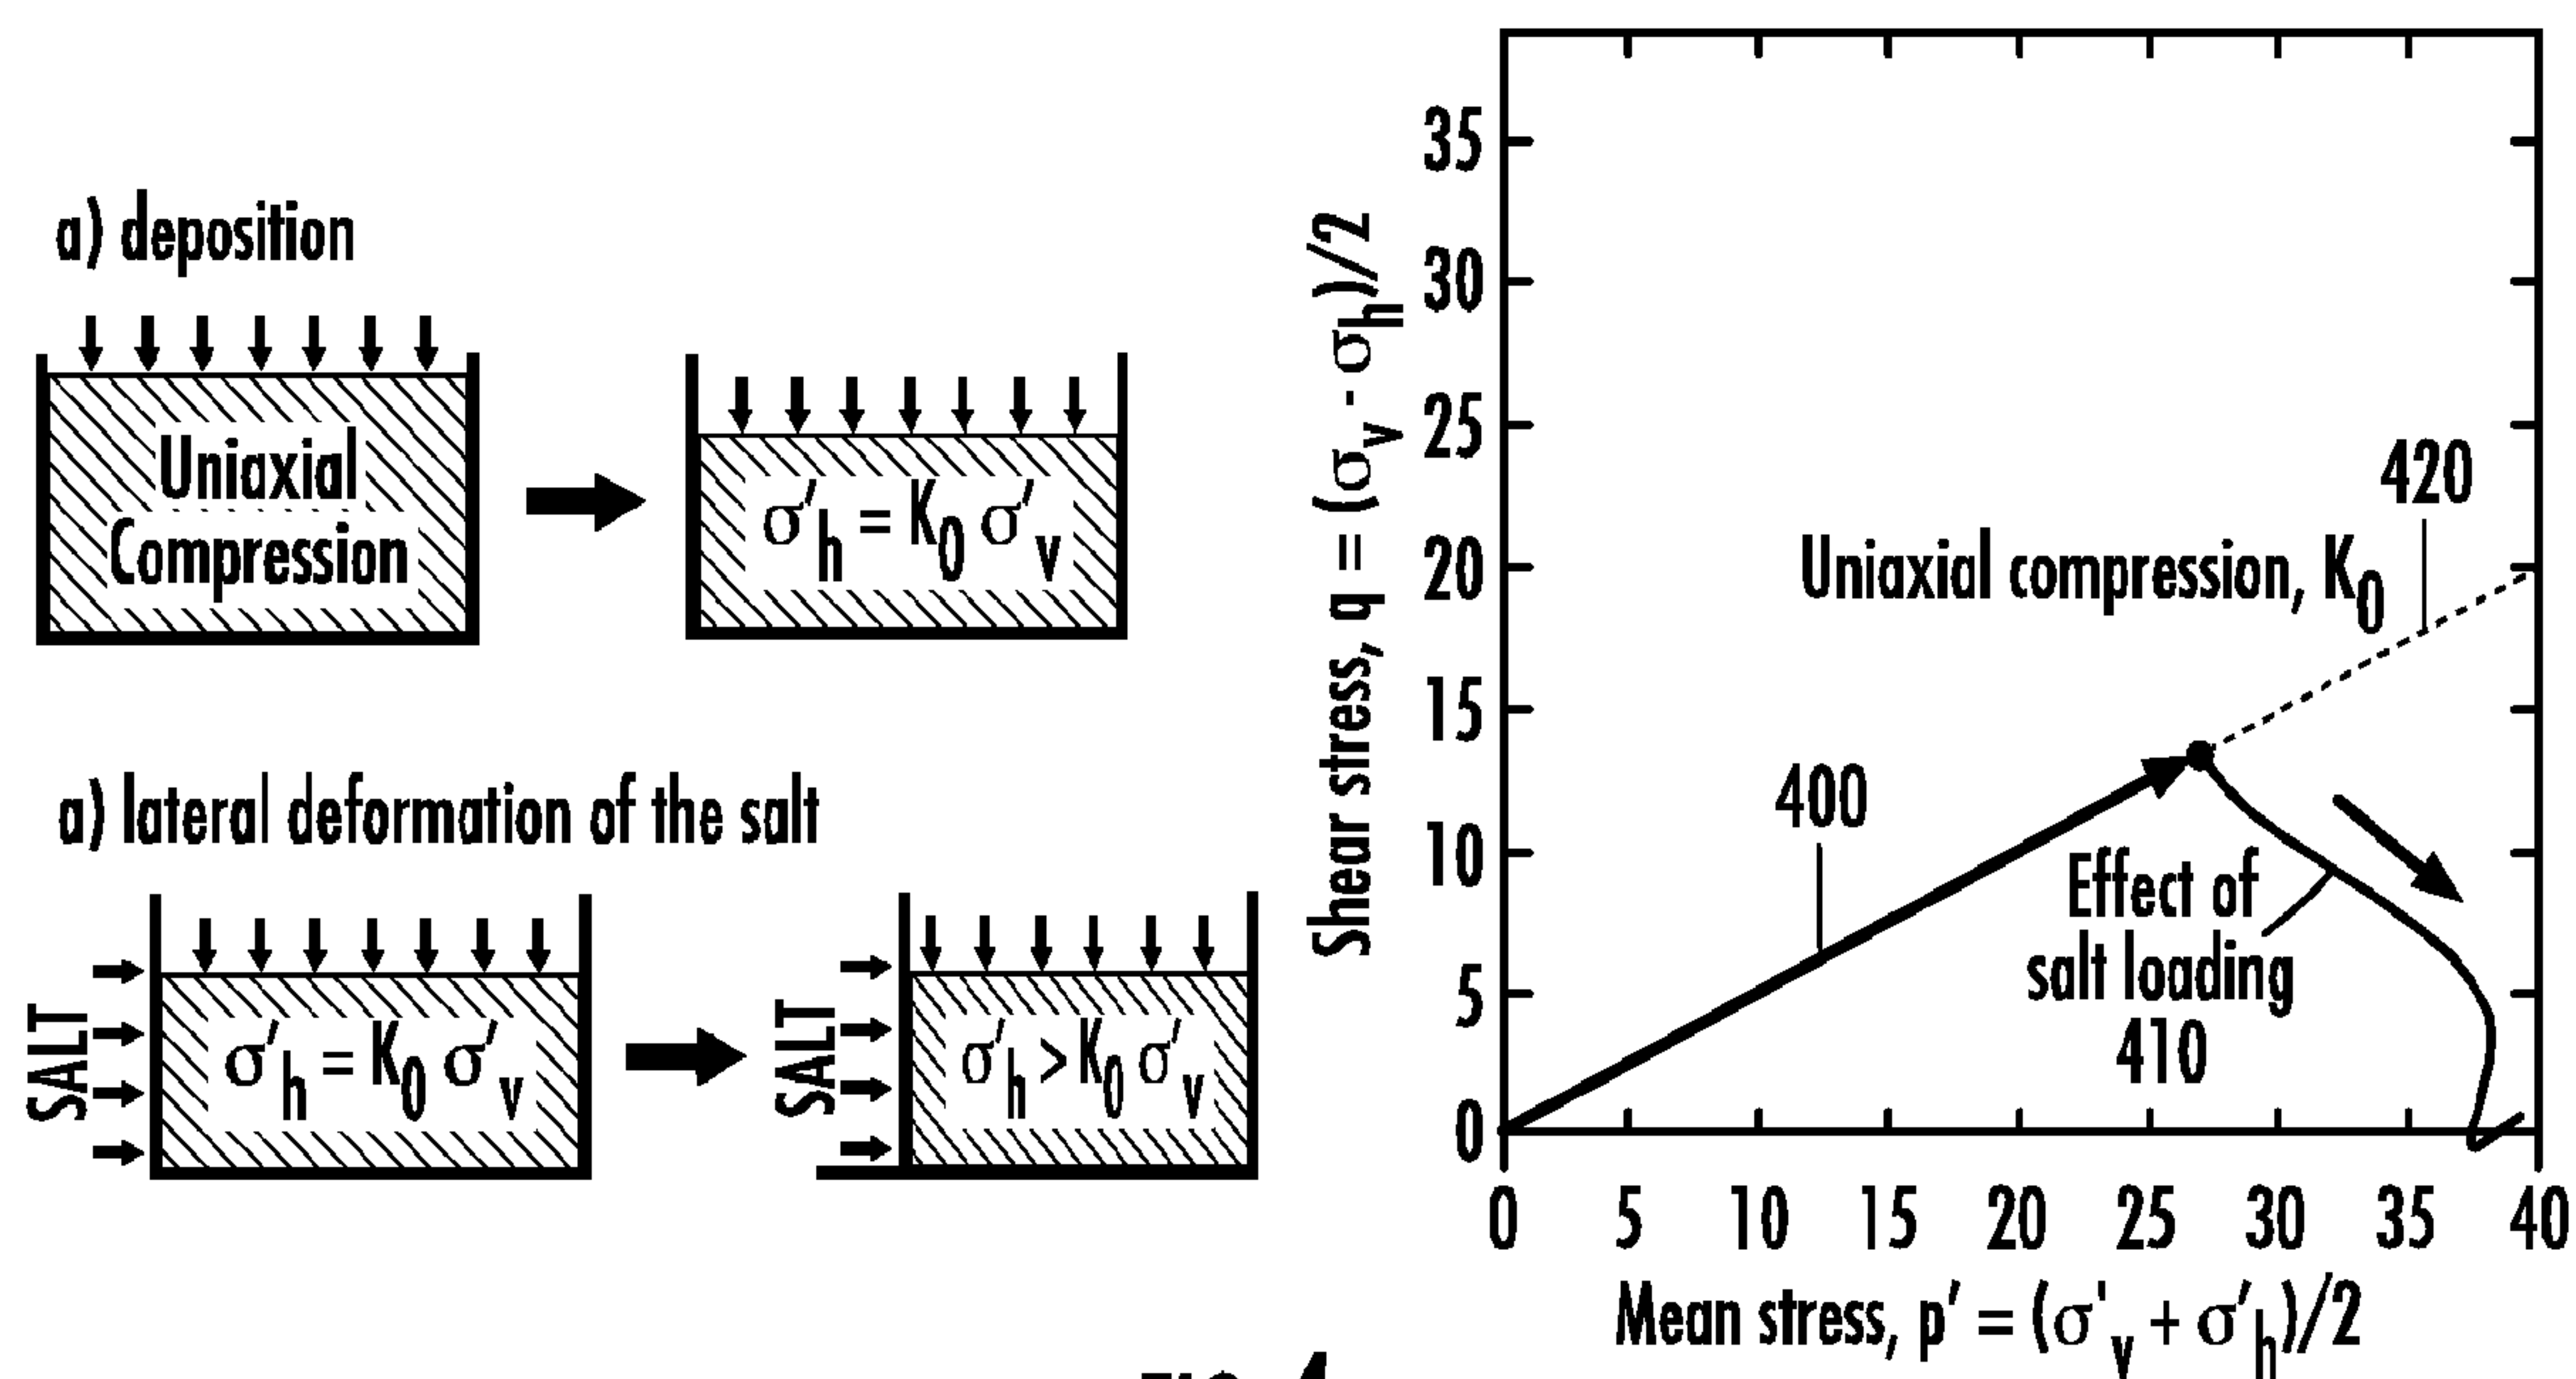 a) deposition
Uniaxial
Compression
σ'h = K0 σ'v
a) lateral deformation of the salt
SALT
σ'h = K0 σ'v
SALT
σ'h > K0 σ'v
Shear stress, q = (σv - σh)/2
35
30
25
20
15
10
5
0
420
Uniaxial compression, K0
400
Effect of
salt loading
410
0 5 10 15 20 25 30 35 40
Mean stress, p' = (σ'v + σ'h)/2